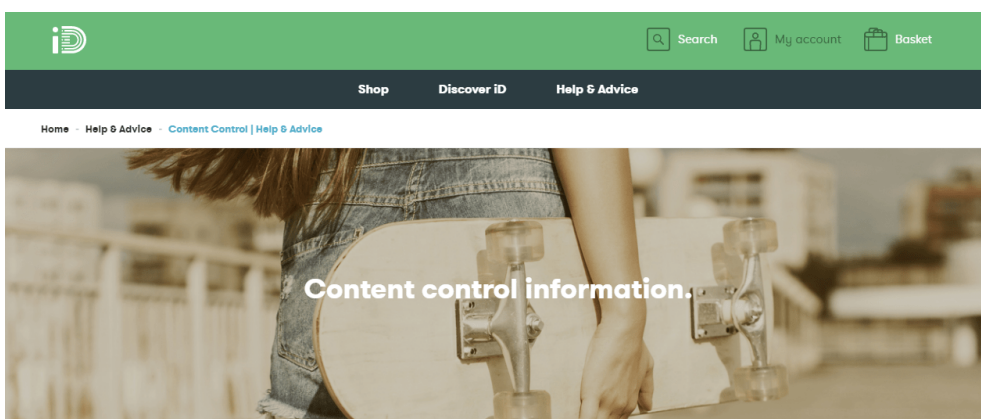 iD
Search My account Basket
Shop Discover iD Help & Advice
Home - Help & Advice - Content Control | Help & Advice
Content control information.